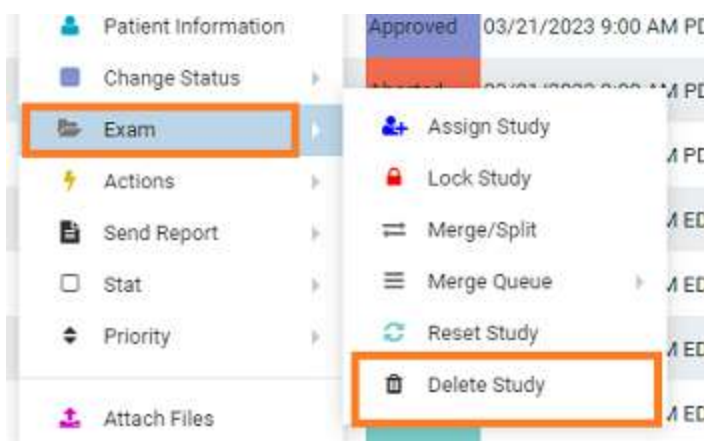 Patient Information
Approved 03/21/2023 9:00 AM PD
Change Status
Exam
Assign Study
Actions
Lock Study
Send Report
Merge/Split
Stat
Merge Queue
Priority
Reset Study
Delete Study
Attach Files